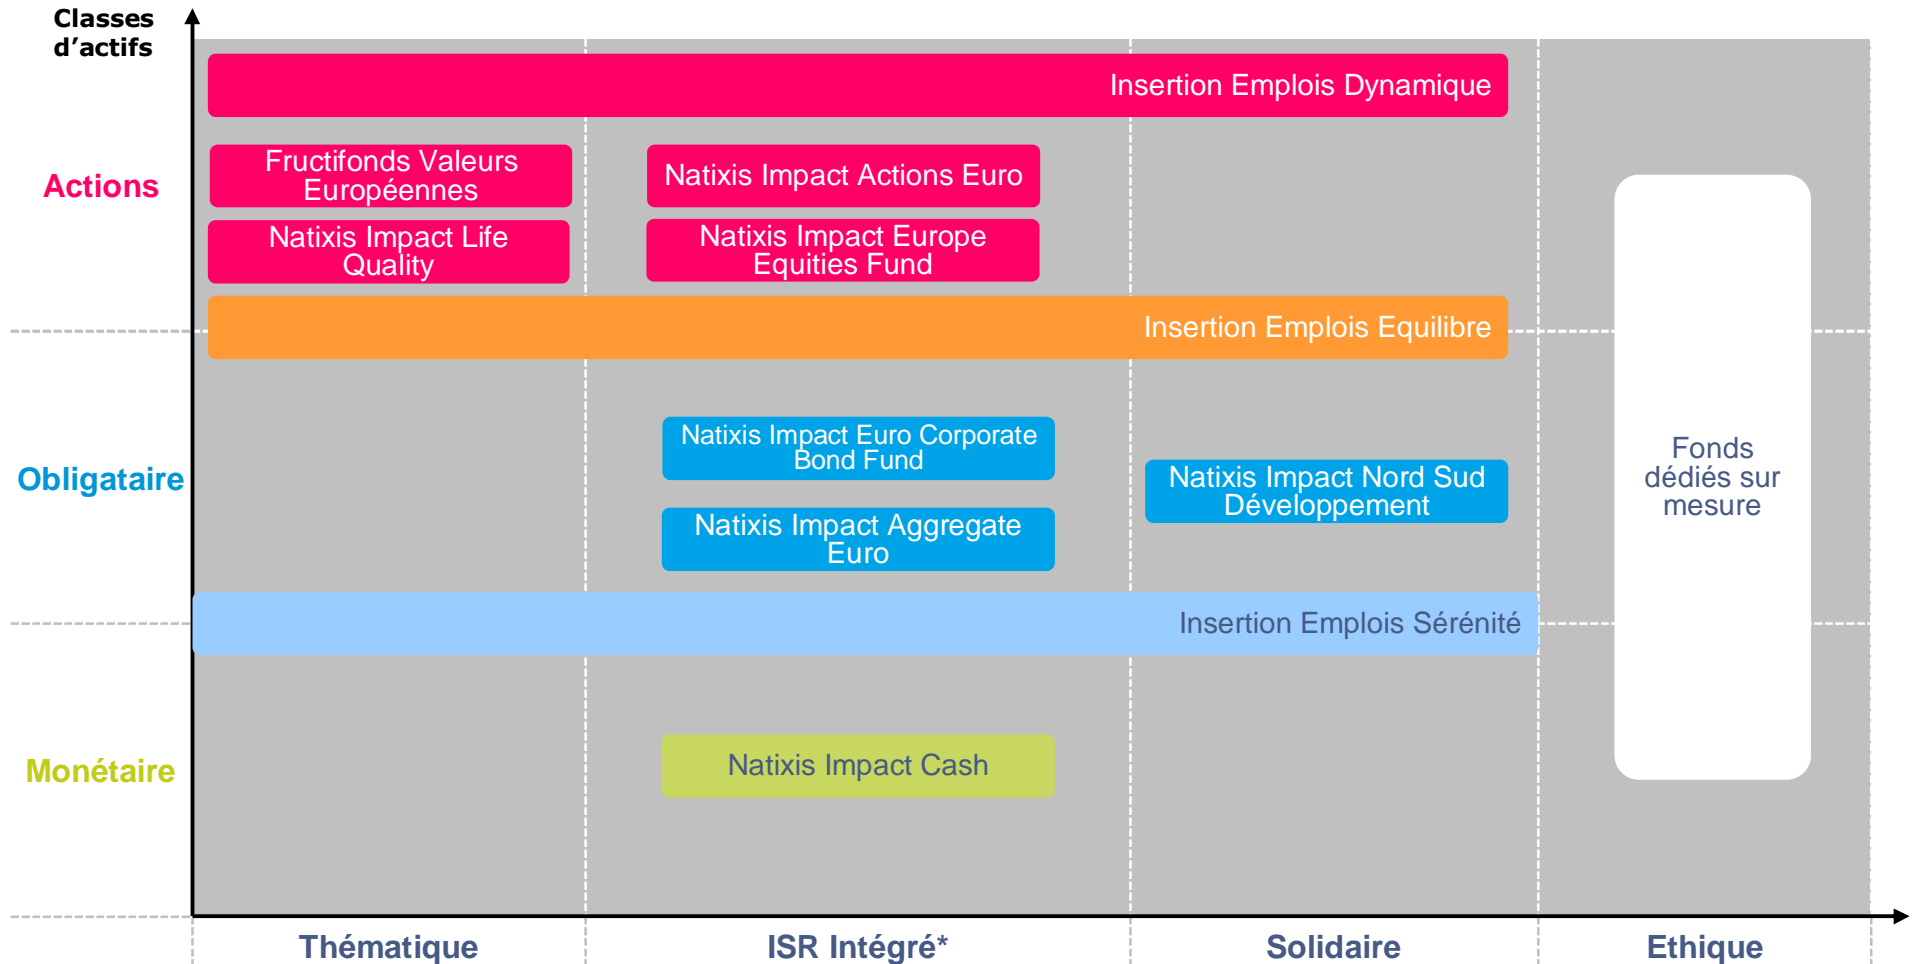 Classes
d’actifs
Insertion Emplois Dynamique
Actions
Fructifonds Valeurs
Européennes
Natixis Impact Actions Euro
Natixis Impact Life
Quality
Natixis Impact Europe
Equities Fund
Insertion Emplois Equilibre
Obligataire
Natixis Impact Euro Corporate
Bond Fund
Natixis Impact Aggregate
Euro
Natixis Impact Nord Sud
Développement
Fonds
dédiés sur
mesure
Insertion Emplois Sérénité
Monétaire
Natixis Impact Cash
Thématique
ISR Intégré*
Solidaire
Ethique